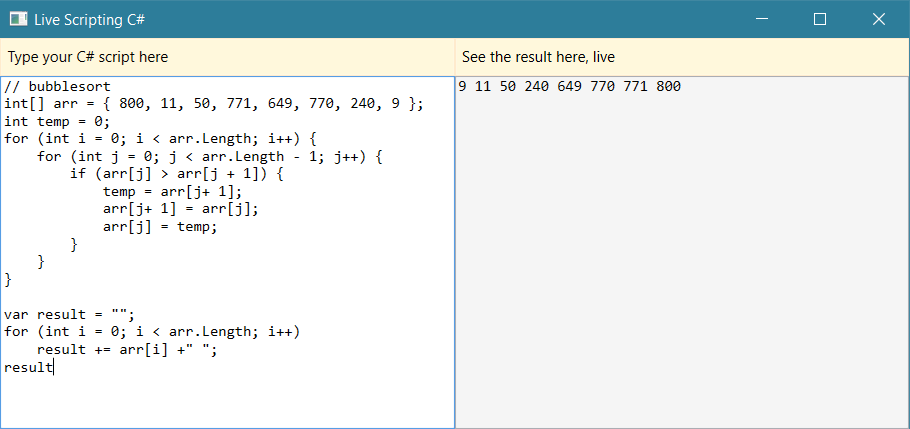 Live Scripting C#
Type your C# script here
See the result here, live
// bubblesort
int[] arr = { 800, 11, 50, 771, 649, 770, 240, 9 };
int temp = 0;
for (int i = 0; i < arr.Length; i++) {
    for (int j = 0; j < arr.Length - 1; j++) {
        if (arr[j] > arr[j + 1]) {
            temp = arr[j+ 1];
            arr[j+ 1] = arr[j];
            arr[j] = temp;
        }
    }
}

var result = "";
for (int i = 0; i < arr.Length; i++)
    result += arr[i] +" ";
result
9 11 50 240 649 770 771 800